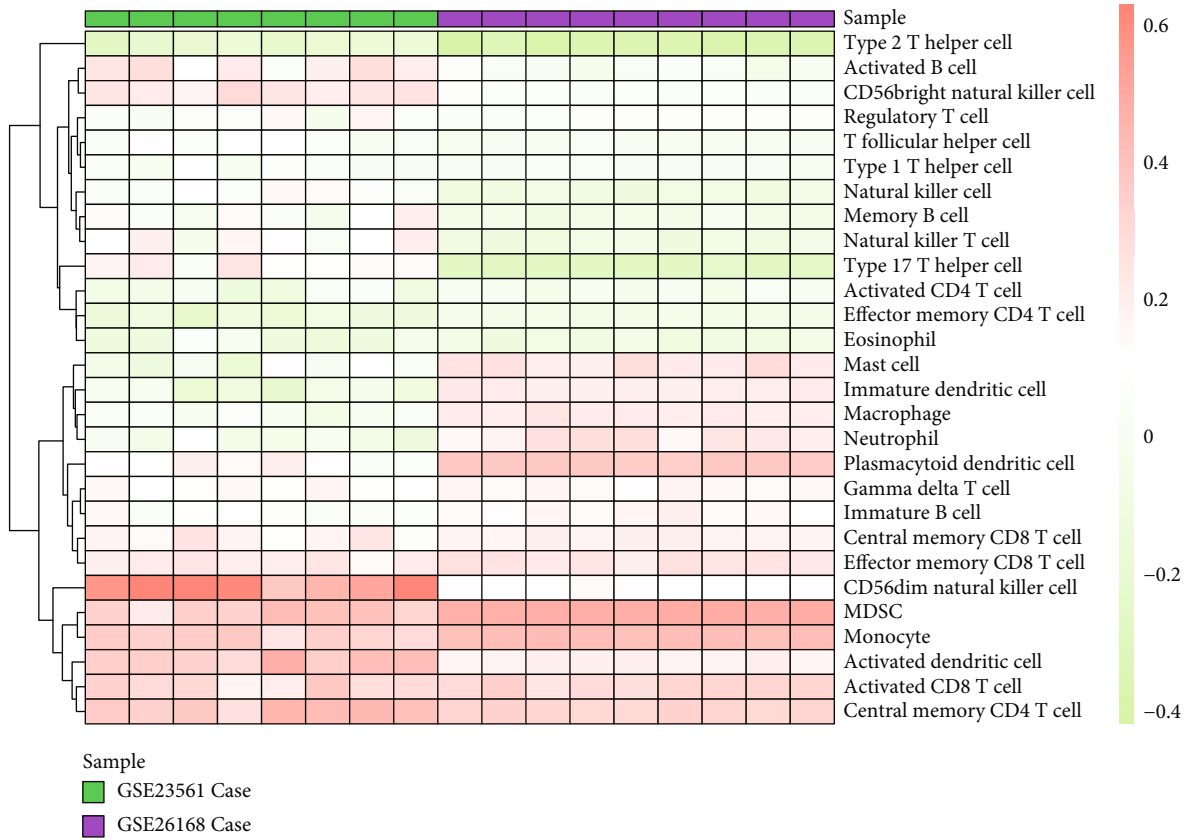 Sample
Type 2 T helper cell
Activated B cell
CD56bright natural killer cell
Regulatory T cell
T follicular helper cell
Type 1 T helper cell
Natural killer cell
Memory B cell
Natural killer T cell
Type 17 T helper cell
Activated CD4 T cell
Effector memory CD4 T cell
Eosinophil
Mast cell
Immature dendritic cell
Macrophage
Neutrophil
Plasmacytoid dendritic cell
Gamma delta T cell
Immature B cell
Central memory CD8 T cell
Effector memory CD8 T cell
CD56dim natural killer cell
MDSC
Monocyte
Activated dendritic cell
Activated CD8 T cell
Central memory CD4 T cell
0.6
0.4
0.2
0
−0.2
−0.4
Sample
GSE23561 Case
GSE26168 Case